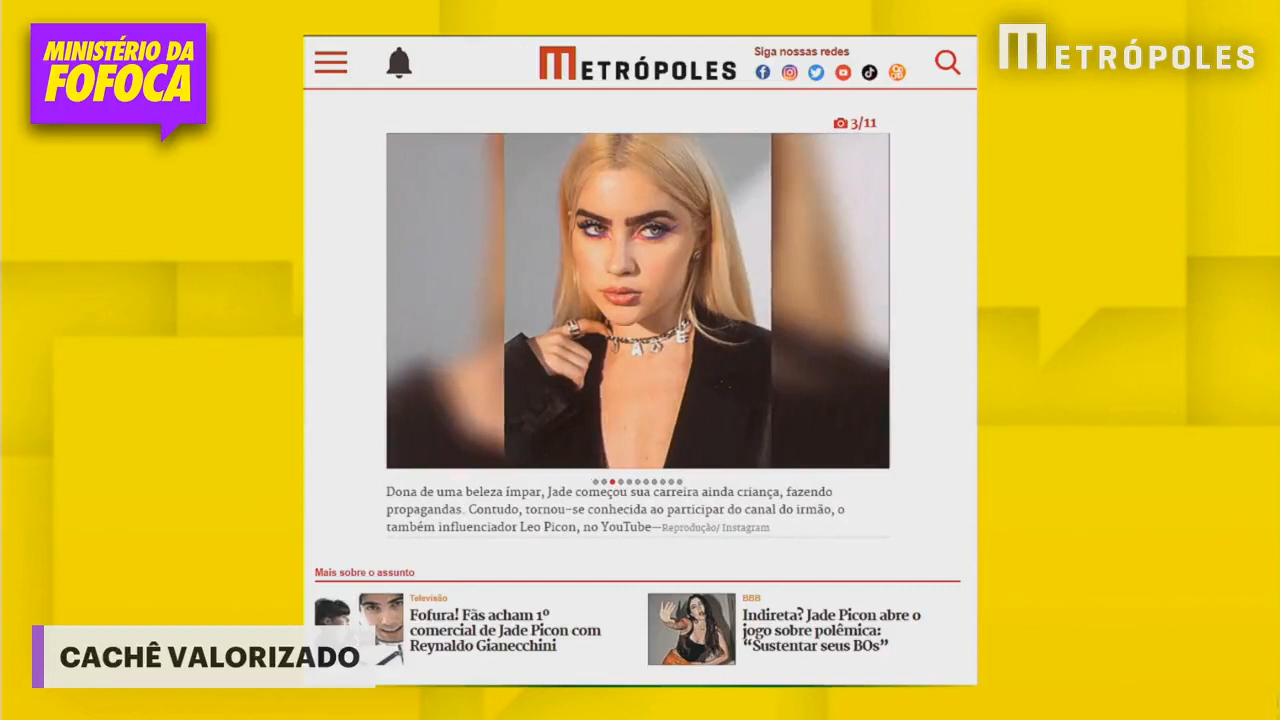 MINISTÉRIO DA
FOFOCA
METRÓPOLES
Siga nossas redes
METRÓPOLES
3/11
JADE
Dona de uma beleza ímpar, Jade começou sua carreira ainda criança, fazendo
propagandas. Contudo, tornou-se conhecida ao participar do canal do irmão, o
também influenciador Leo Picon, no YouTube—Reprodução/ Instagram
Mais sobre o assunto
Televisão
Fofura! Fãs acham 1º
comercial de Jade Picon com
Reynaldo Gianecchini
BBB
Indireta? Jade Picon abre o
jogo sobre polêmica:
“Sustentar seus BOs”
CACHÊ VALORIZADO